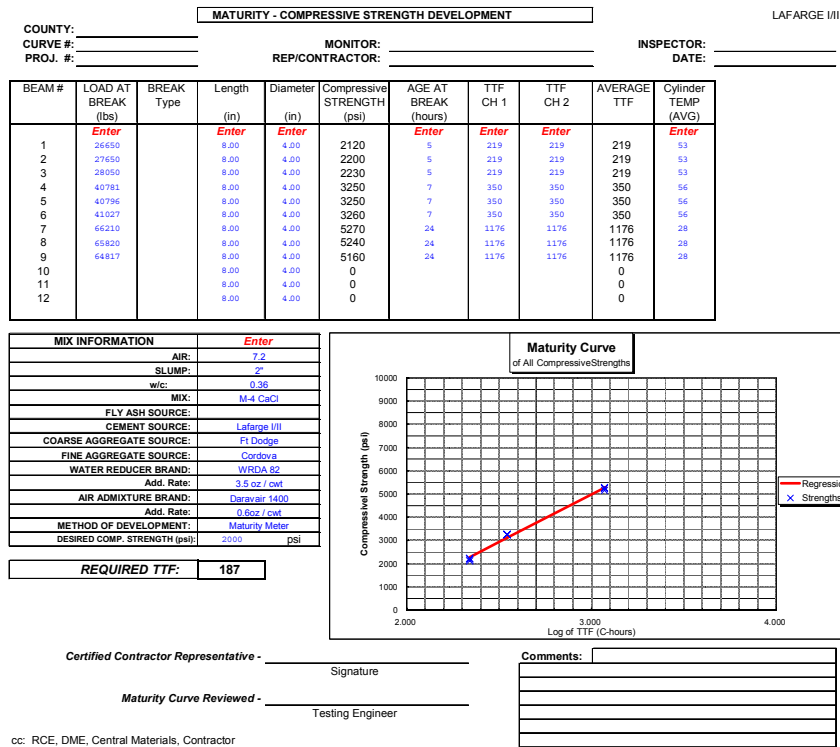 MATURITY - COMPRESSIVE STRENGTH DEVELOPMENT LAFARGE I/II
COUNTY:
CURVE #: MONITOR: INSPECTOR:
PROJ. #: REP/CONTRACTOR: DATE:
BEAM # LOAD AT BREAK Length Diameter Compressive AGE AT TTF TTF AVERAGE Cylinder
BREAK Type STRENGTH BREAK CH 1 CH 2 TTF TEMP
(lbs) (in) (in) (psi) (hours) (AVG)
Enter Enter Enter Enter Enter Enter Enter
1 26650 8.00 4.00 2120 5 219 219 219 53
2 27650 8.00 4.00 2200 5 219 219 219 53
3 28050 8.00 4.00 2230 5 219 219 219 53
4 40781 8.00 4.00 3250 7 350 350 350 56
5 40796 8.00 4.00 3250 7 350 350 350 56
6 41027 8.00 4.00 3260 7 350 350 350 56
7 66210 8.00 4.00 5270 24 1176 1176 1176 28
8 65820 8.00 4.00 5240 24 1176 1176 1176 28
9 64817 8.00 4.00 5160 24 1176 1176 1176 28
10 8.00 4.00 0 0
11 8.00 4.00 0 0
12 8.00 4.00 0 0
MIX INFORMATION Enter
AIR: 7.2
SLUMP: 2"
w/c: 0.36
MIX: M-4 CaCl
FLY ASH SOURCE:
CEMENT SOURCE: Lafarge I/II
COARSE AGGREGATE SOURCE: Ft Dodge
FINE AGGREGATE SOURCE: Cordova
WATER REDUCER BRAND: WRDA 82
Add. Rate: 3.5 oz / cwt
AIR ADMIXTURE BRAND: Daravair 1400
Add. Rate: 0.6oz / cwt
METHOD OF DEVELOPMENT: Maturity Meter
DESIRED COMP. STRENGTH (psi): 2000 psi
REQUIRED TTF: 187
Maturity Curve
of All CompressiveStrengths
Compressivel Strength (psi)
10000
9000
8000
7000
6000
5000
4000
3000
2000
1000
0
2.000 3.000 4.000
Log of TTF (C-hours)
Regressio
Strengths
Certified Contractor Representative -
Signature
Maturity Curve Reviewed -
Testing Engineer
Comments:
cc: RCE, DME, Central Materials, Contractor